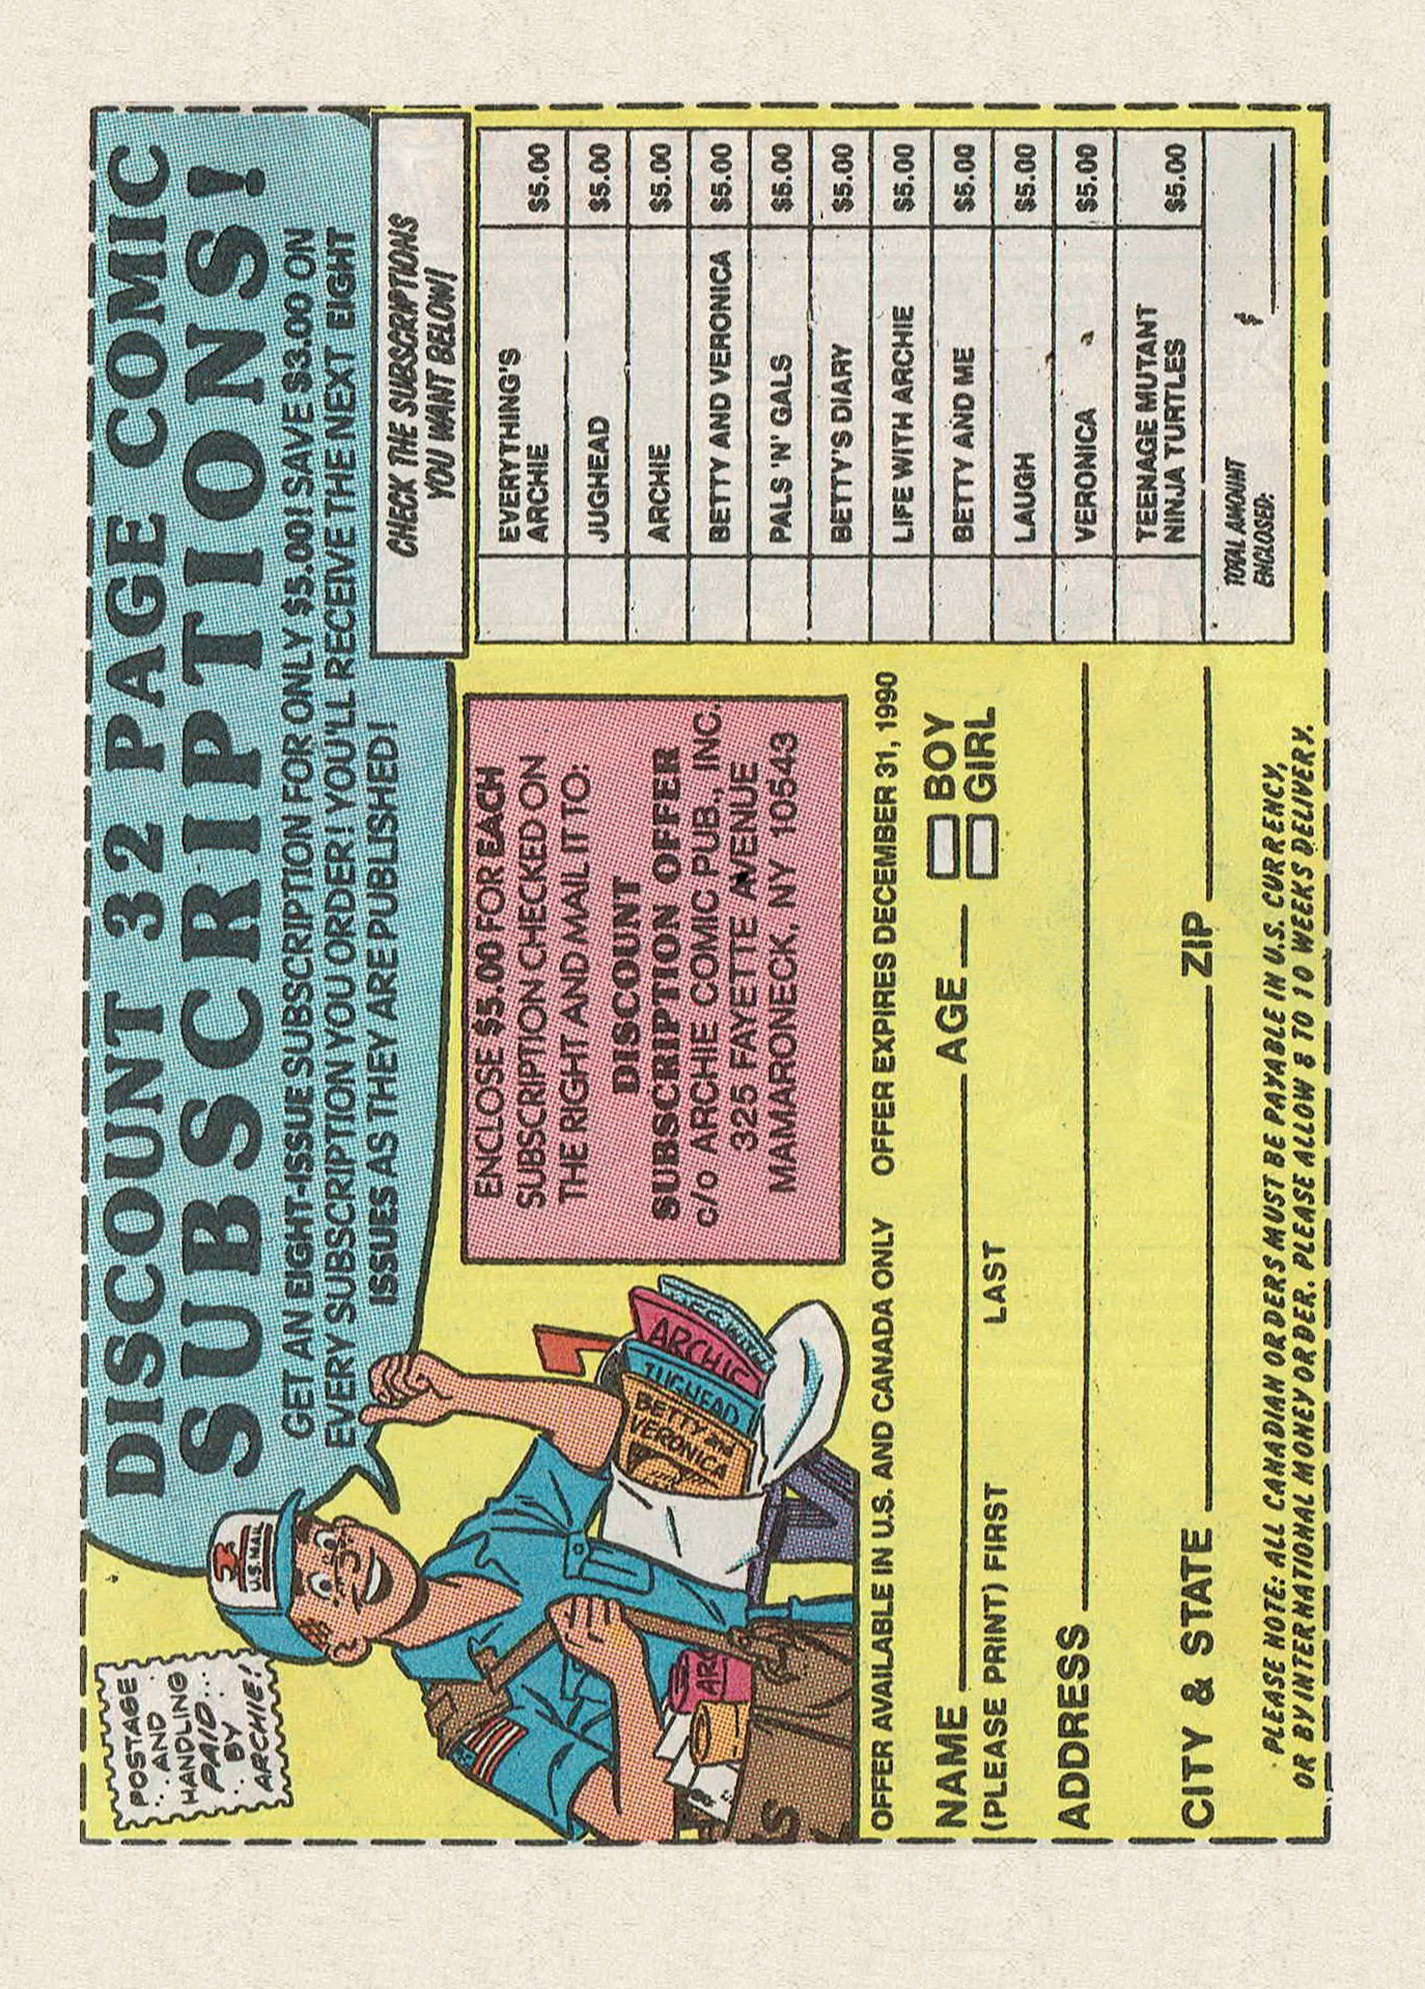 DISCOUNT 32 PAGE COMIC
SUBSCRIPTIONS!
GET AN EIGHT-ISSUE SUBSCRIPTION FOR ONLY $5.00! SAVE $3.00 ON
EVERY SUBSCRIPTION YOU ORDER! YOU'LL RECEIVE THE NEXT EIGHT
ISSUES AS THEY ARE PUBLISHED!
POSTAGE
..AND..
HANDLING
PAID...
..BY..
ARCHIE!
U.S. MAIL
BETTY and
VERONICA
JUGHEAD
ARCHIE
LIFE WITH
ARC
ENCLOSE $5.00 FOR EACH
SUBSCRIPTION CHECKED ON
THE RIGHT AND MAIL IT TO:
DISCOUNT
SUBSCRIPTION OFFER
c/o ARCHIE COMIC PUB., INC.
325 FAYETTE AVENUE
MAMARONECK, NY 10543
CHECK THE SUBSCRIPTIONS
YOU WANT BELOW!
EVERYTHING'S
ARCHIE $5.00
JUGHEAD $5.00
ARCHIE $5.00
BETTY AND VERONICA $5.00
PALS 'N' GALS $5.00
BETTY'S DIARY $5.00
LIFE WITH ARCHIE $5.00
BETTY AND ME $5.00
LAUGH $5.00
VERONICA $5.00
TEENAGE MUTANT
NINJA TURTLES $5.00
TOTAL AMOUNT
ENCLOSED: $
OFFER AVAILABLE IN U.S. AND CANADA ONLY OFFER EXPIRES DECEMBER 31, 1990
NAME AGE BOY
(PLEASE PRINT) FIRST LAST GIRL
ADDRESS
CITY & STATE ZIP
PLEASE NOTE: ALL CANADIAN ORDERS MUST BE PAYABLE IN U.S. CURRENCY,
OR BY INTERNATIONAL MONEY ORDER. PLEASE ALLOW 8 TO 10 WEEKS DELIVERY.